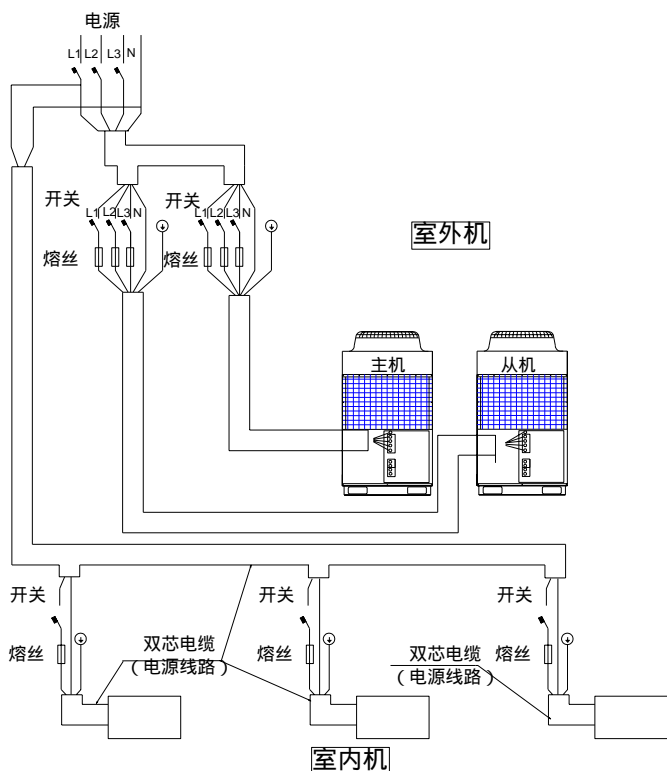 电源
L1 L2 L3 N
开关 L1 L2 L3 N 开关 L1 L2 L3 N
熔丝 熔丝
室外机
主机 从机
开关 开关 开关
熔丝 双芯电缆 熔丝 双芯电缆 熔丝
（电源线路） （电源线路）
室内机